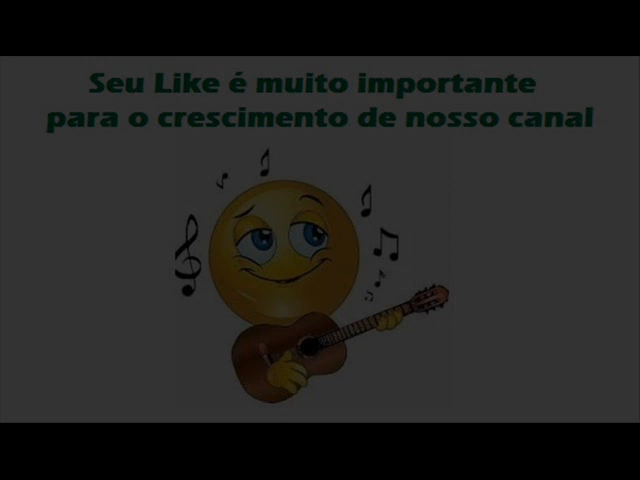 Seu Like é muito importante
para o crescimento de nosso canal